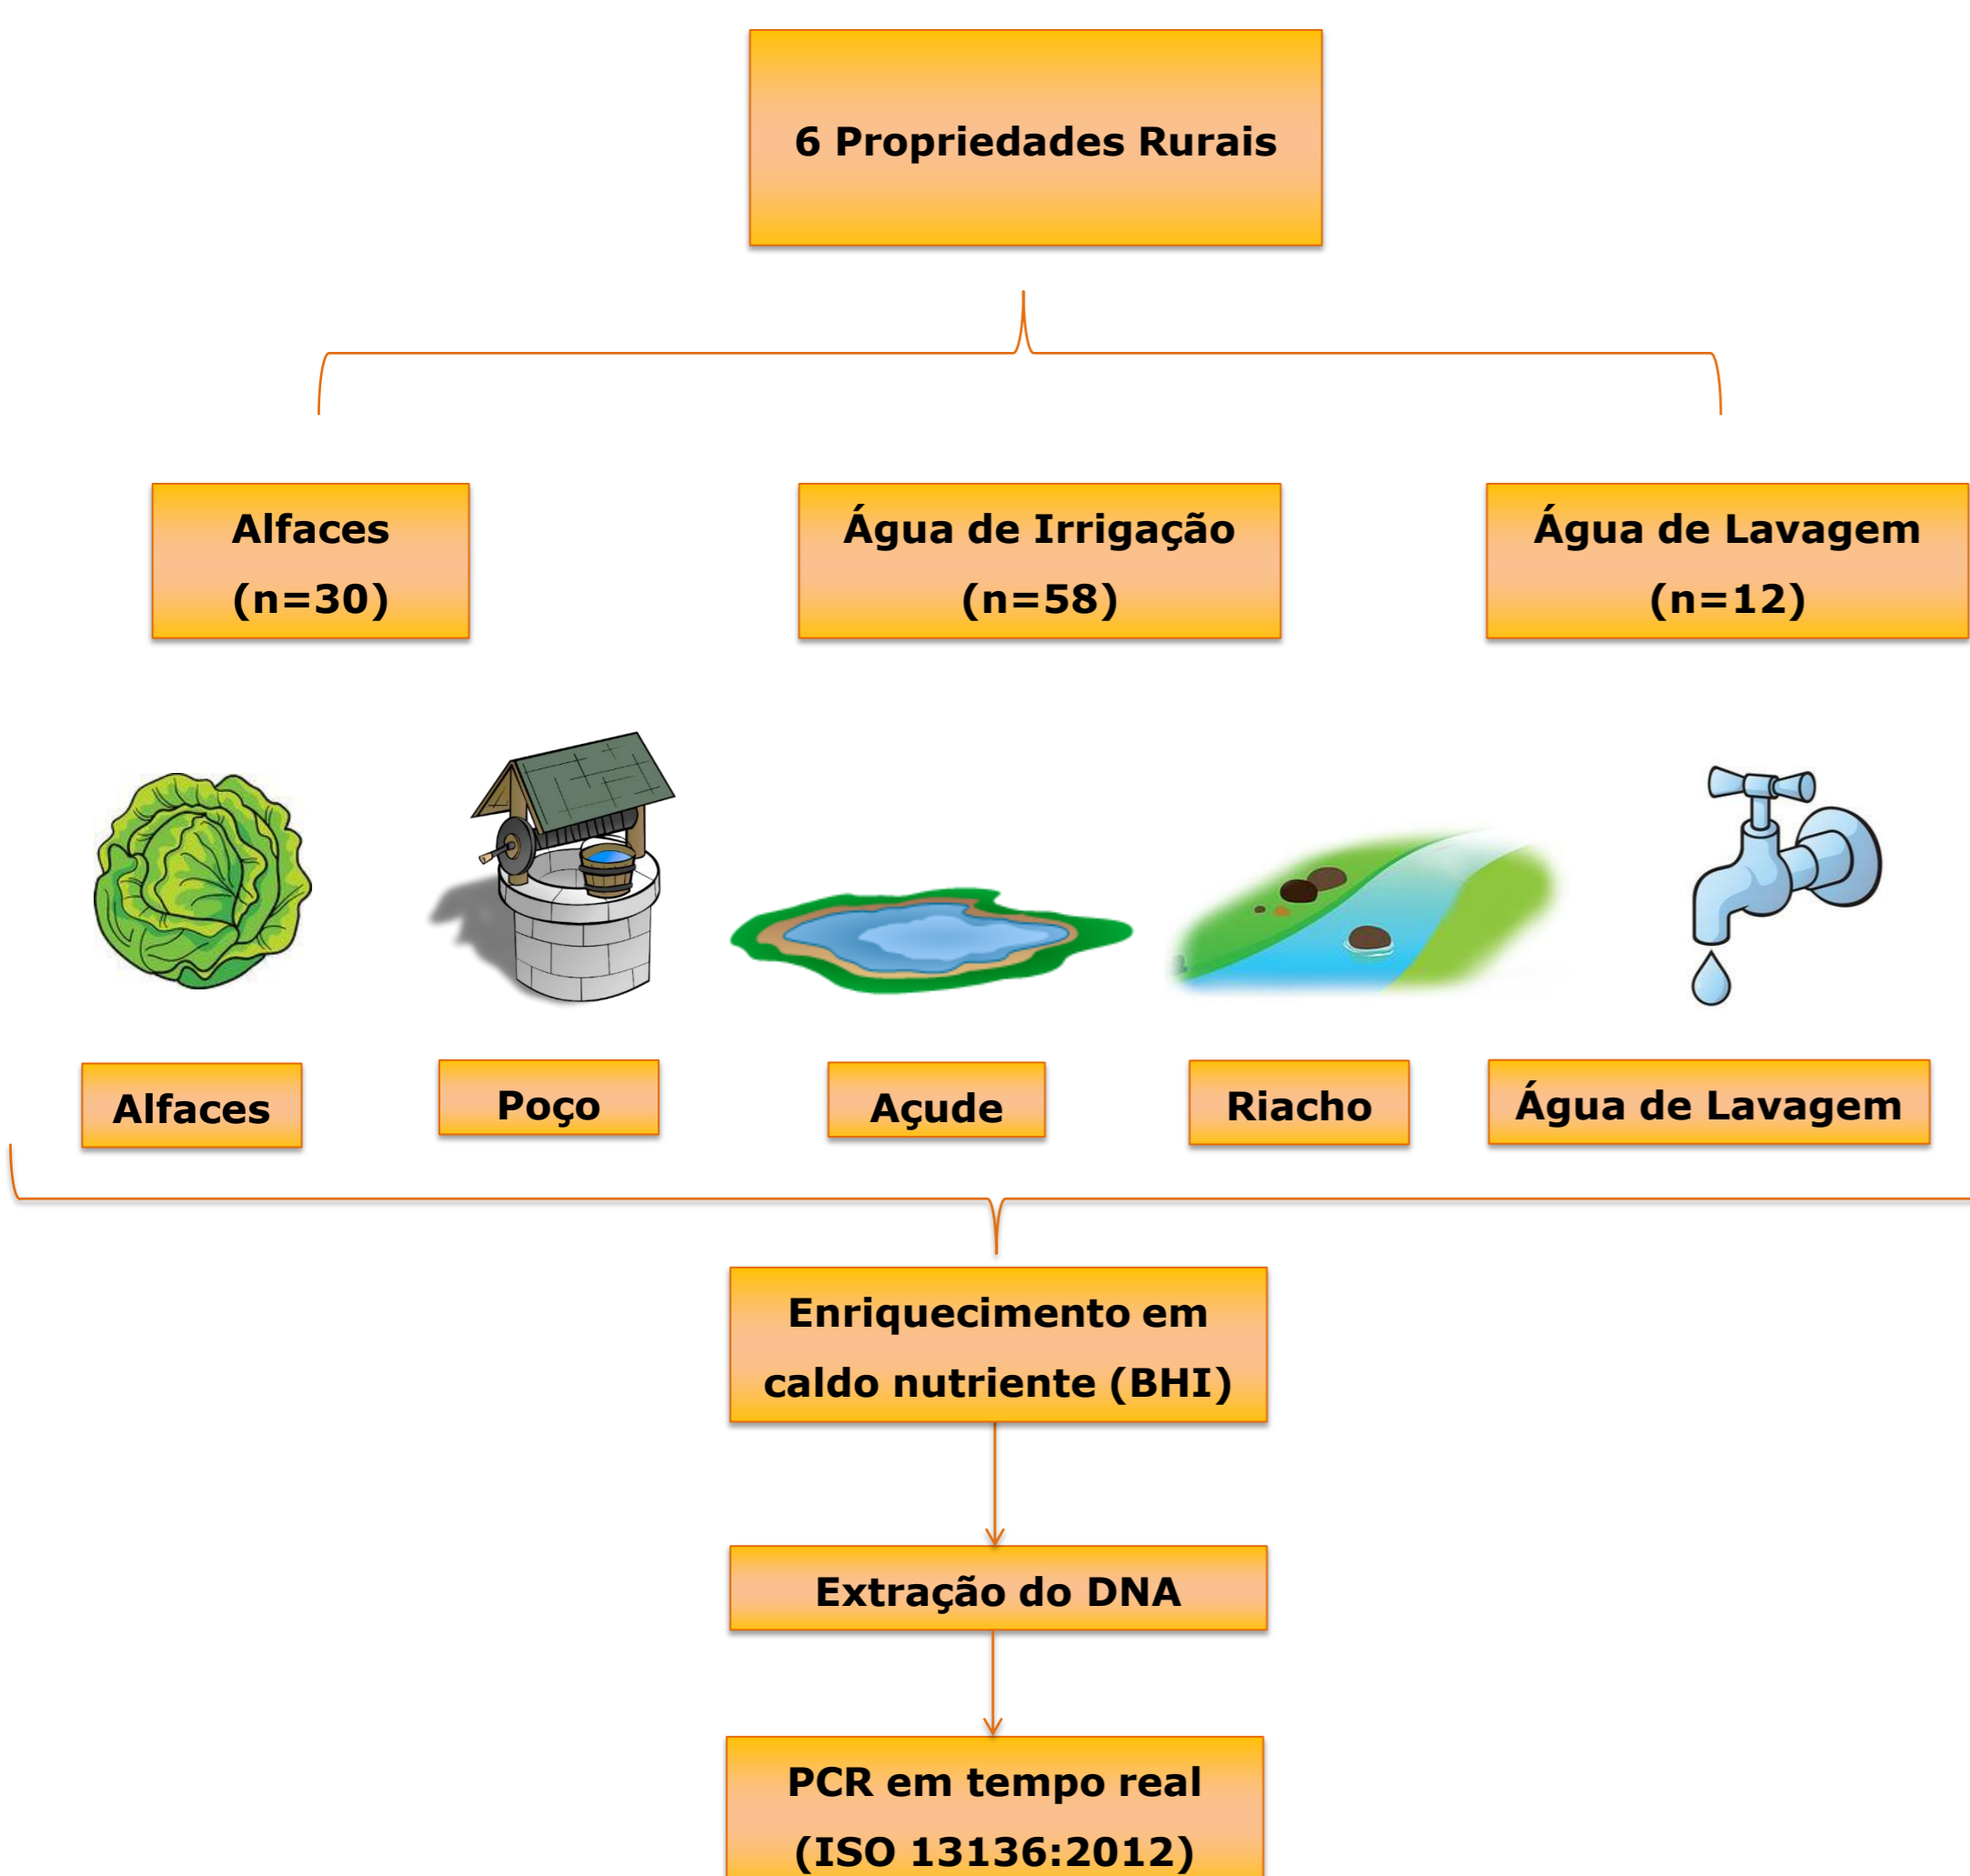 6 Propriedades Rurais
Alfaces
(n=30)
Água de Irrigação
(n=58)
Água de Lavagem
(n=12)
Alfaces
Poço
Açude
Riacho
Água de Lavagem
Enriquecimento em
caldo nutriente (BHI)
Extração do DNA
PCR em tempo real
(ISO 13136:2012)